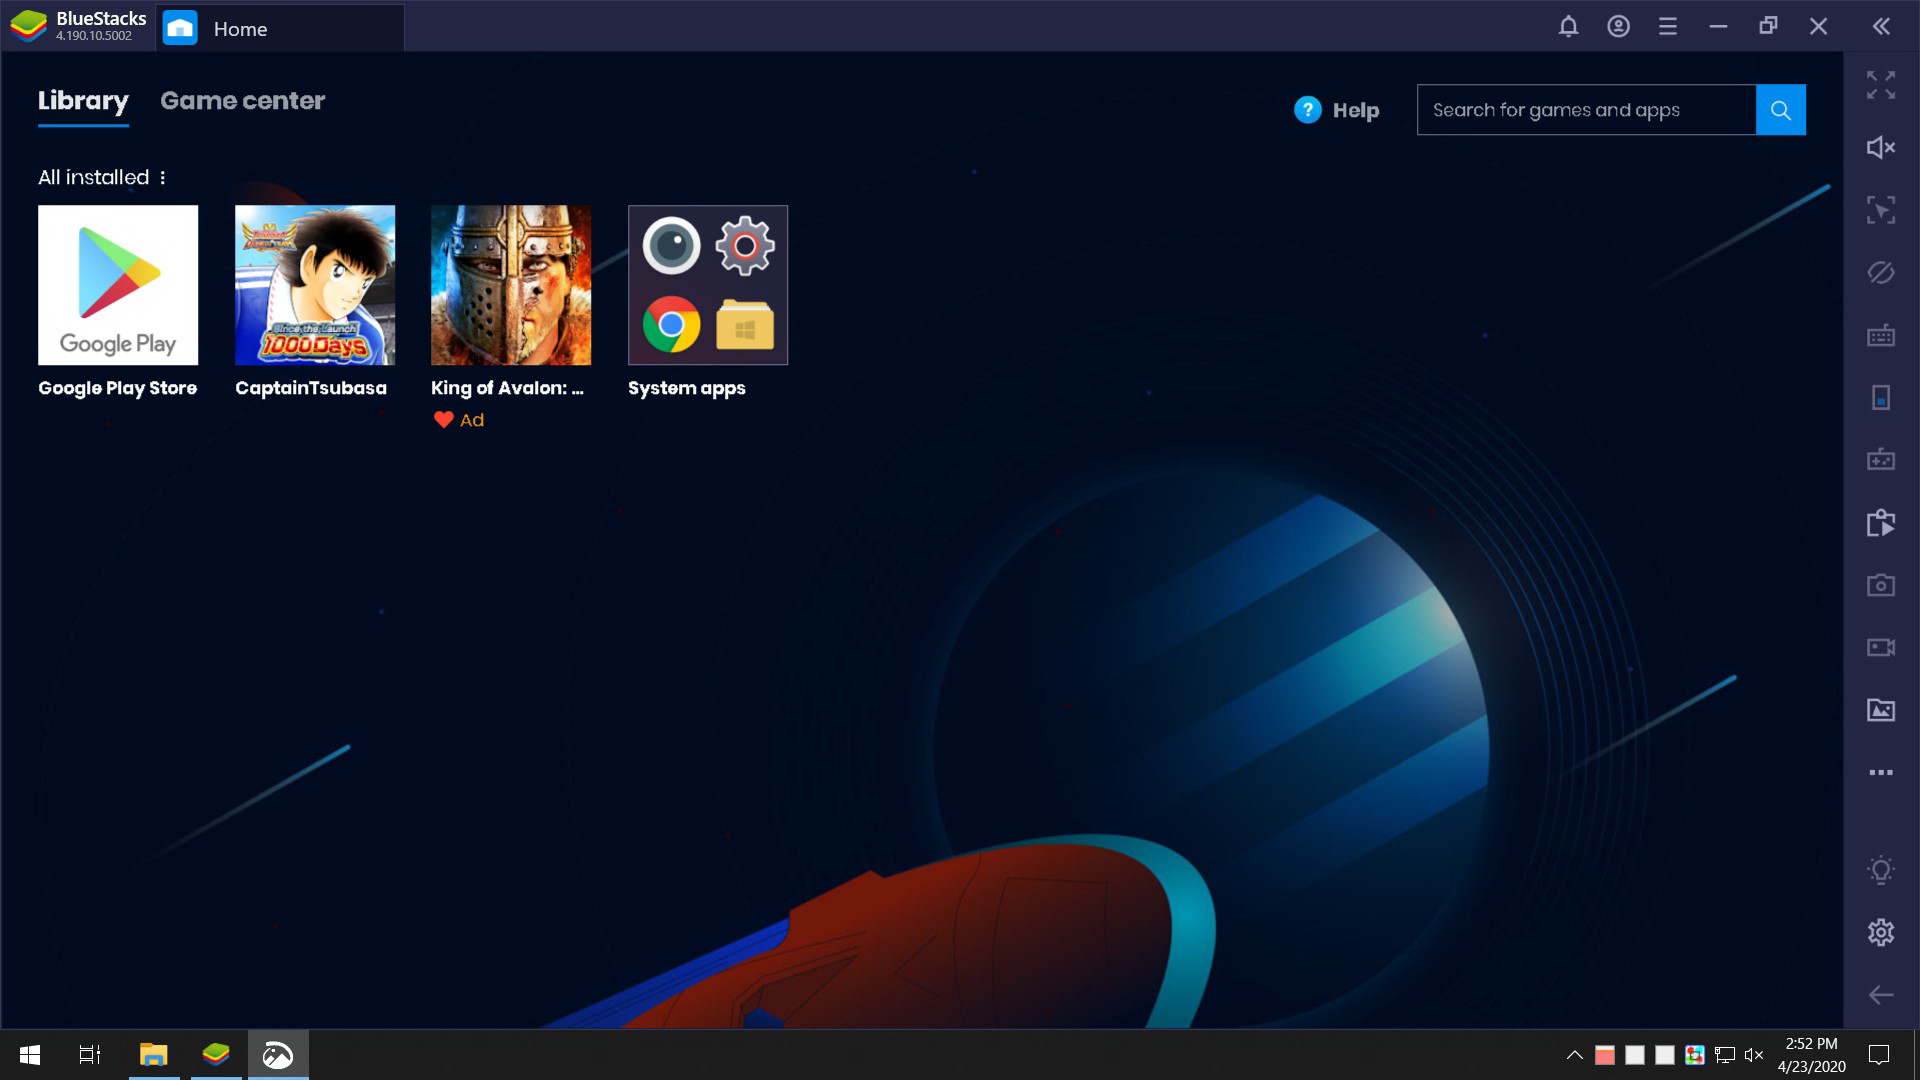 BlueStacks
4.190.10.5002
Home
Library
Game center
Help
Search for games and apps
All installed
Google Play
Since the Launch
1000Days
Google Play Store
CaptainTsubasa
King of Avalon: ...
System apps
Ad
2:52 PM
4/23/2020